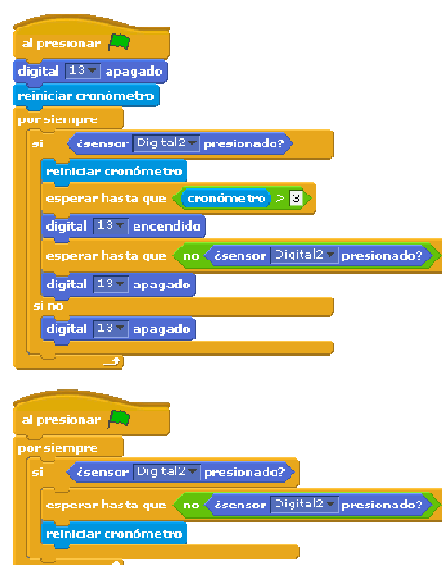 al presionar
digital 13 apagado
reiniciar cronómetro
por siempre
si ¿sensor Digital2 presionado?
reiniciar cronómetro
esperar hasta que cronómetro > 3
digital 13 encendido
esperar hasta que no ¿sensor Digital2 presionado?
digital 13 apagado
si no
digital 13 apagado
al presionar
por siempre
si ¿sensor Digital2 presionado?
esperar hasta que no ¿sensor Digital2 presionado?
reiniciar cronómetro